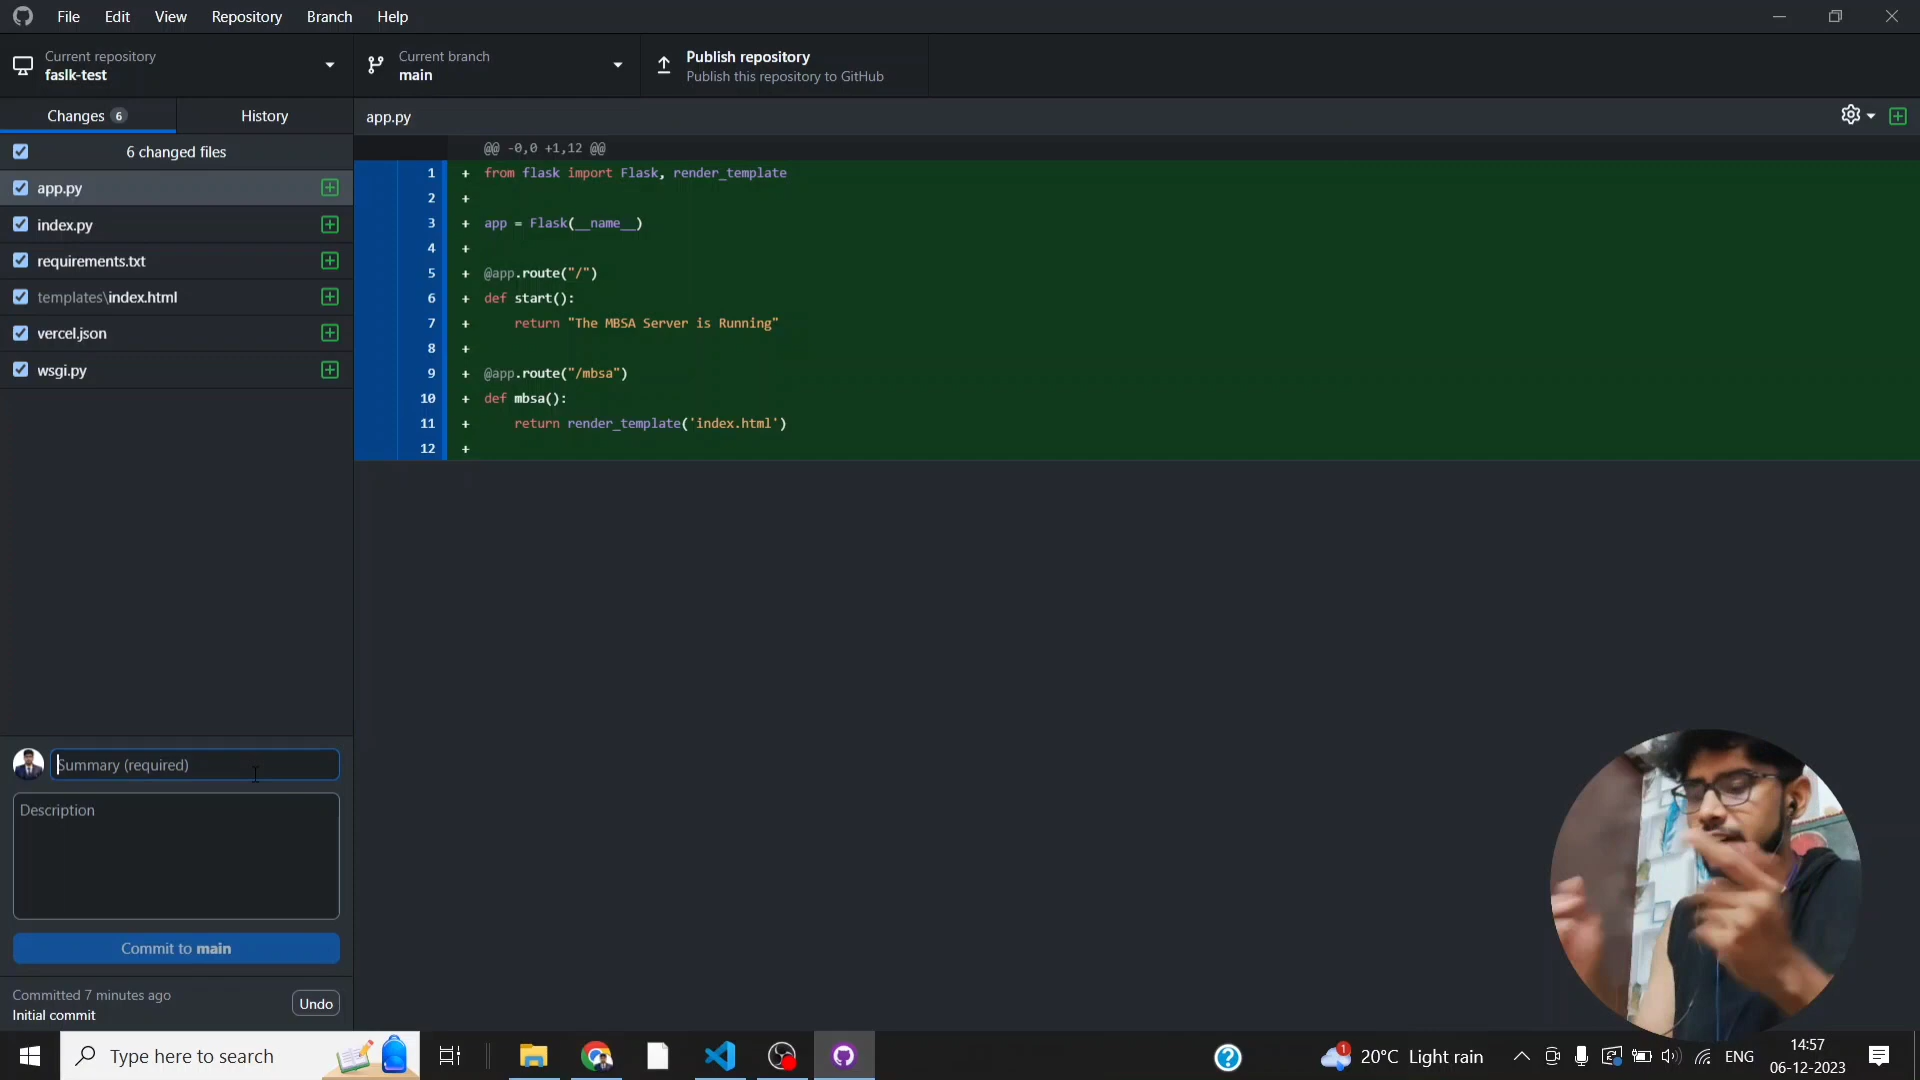 File Edit View Repository Branch Help
Current repository
faslk-test
Current branch
main
Publish repository
Publish this repository to GitHub
Changes 6
History
6 changed files
app.py
index.py
requirements.txt
templates\index.html
vercel.json
wsgi.py
app.py
@@ -0,0 +1,12 @@
1 + from flask import Flask, render_template
2 +
3 + app = Flask(__name__)
4 +
5 + @app.route("/")
6 + def start():
7 + return "The MBSA Server is Running"
8 +
9 + @app.route("/mbsa")
10 + def mbsa():
11 + return render_template('index.html')
12 +
Summary (required)
Description
Commit to main
Committed 7 minutes ago
Initial commit
Undo
Type here to search
1
20°C Light rain
ENG
14:57
06-12-2023